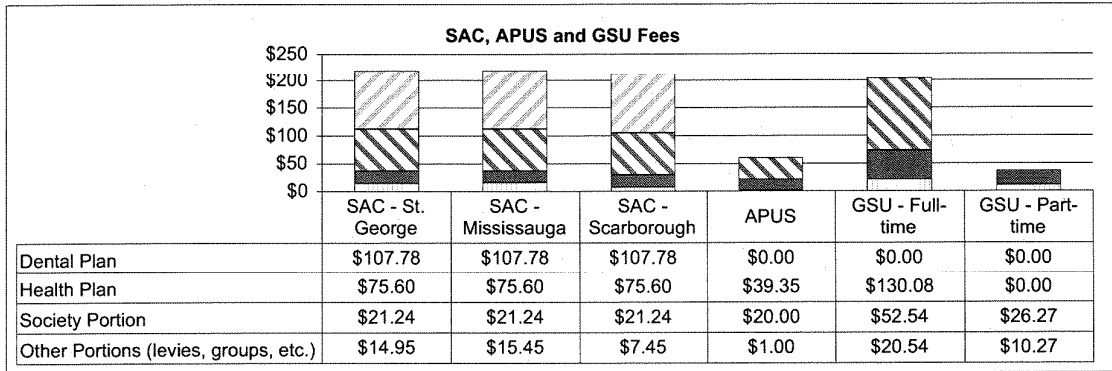 SAC, APUS and GSU Fees
$250
$200
$150
$100
$50
$0
SAC - St. George SAC - Mississauga SAC - Scarborough APUS GSU - Full-time GSU - Part-time
Dental Plan $107.78 $107.78 $107.78 $0.00 $0.00 $0.00
Health Plan $75.60 $75.60 $75.60 $39.35 $130.08 $0.00
Society Portion $21.24 $21.24 $21.24 $20.00 $52.54 $26.27
Other Portions (levies, groups, etc.) $14.95 $15.45 $7.45 $1.00 $20.54 $10.27